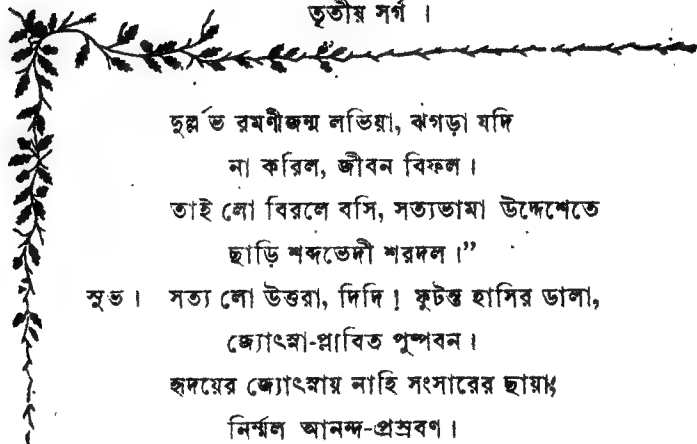 তৃতীয় সর্গ ।
দুর্ল্লভ রমণীজন্ম লভিয়া, ঝগড়া যদি
না করিল, জীবন বিফল ।
তাই লো বিরলে বসি, সত্যভামা উদ্দেশেতে
ছাড়ি শব্দভেদী শরদল ।”
সুভ । সত্য লো উত্তরা, দিদি ! ফুটন্ত হাসির ডালা,
জ্যোৎস্না-প্লাবিত পুষ্পবন ।
হৃদয়ের জ্যোৎস্নায় নাহি সংসারের ছায়া;
নির্ম্মল আনন্দ-প্রস্রবণ ।